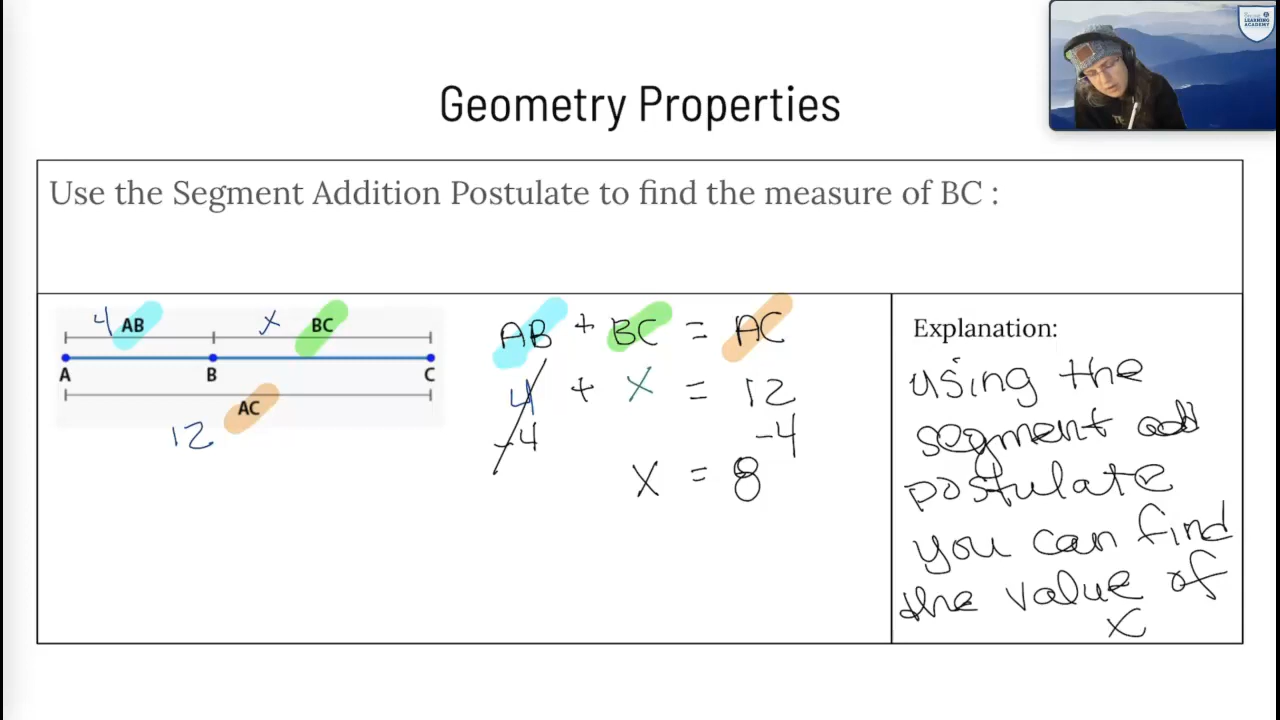 LEARNING
ACADEMY
Geometry Properties
Use the Segment Addition Postulate to find the measure of BC :
4 AB x BC
A B C
AC
12
AB + BC = AC
4 + x = 12
-4 -4
x = 8
Explanation:
using the
segment add
postulate
you can find
the value of
x